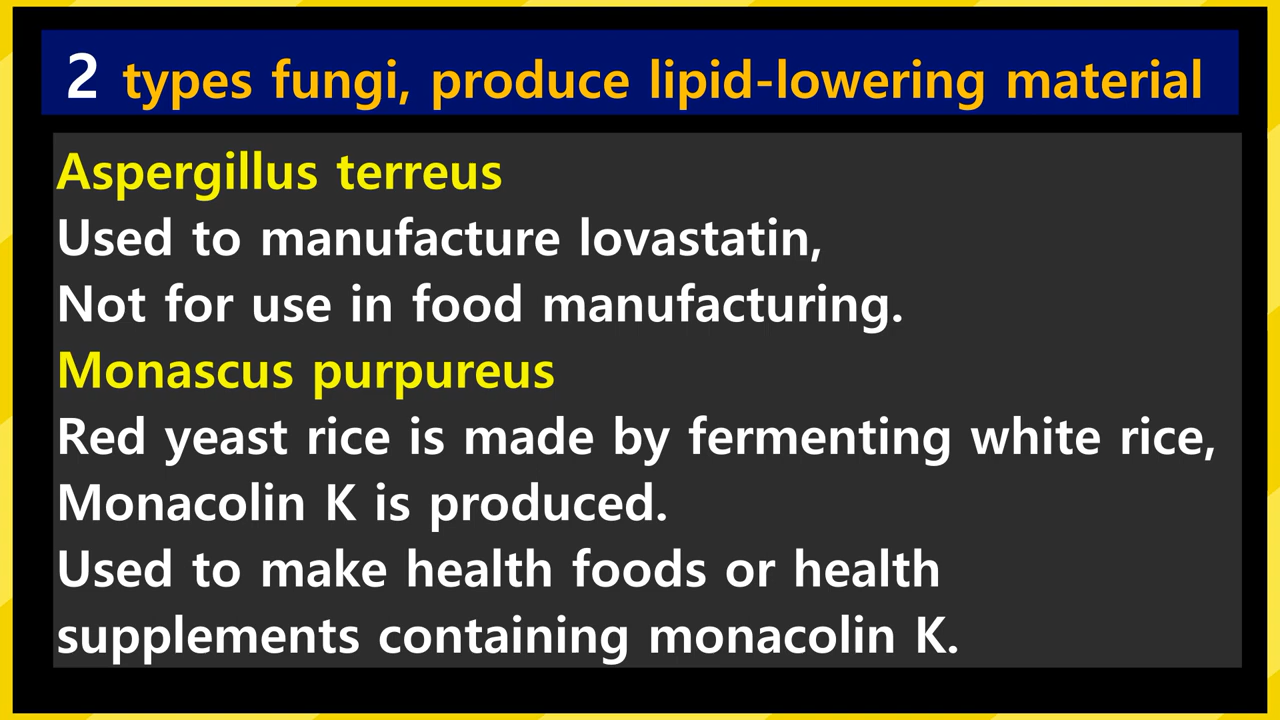 2 types fungi, produce lipid-lowering material
Aspergillus terreus
Used to manufacture lovastatin,
Not for use in food manufacturing.
Monascus purpureus
Red yeast rice is made by fermenting white rice,
Monacolin K is produced.
Used to make health foods or health
supplements containing monacolin K.